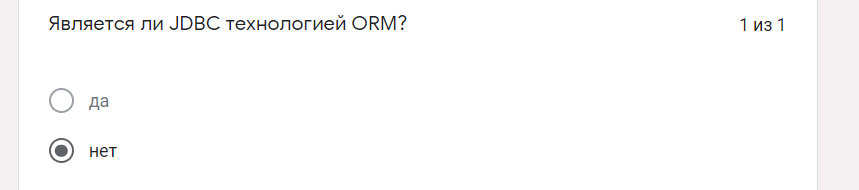 Является ли JDBC технологией ORM?
1 из 1
да
нет